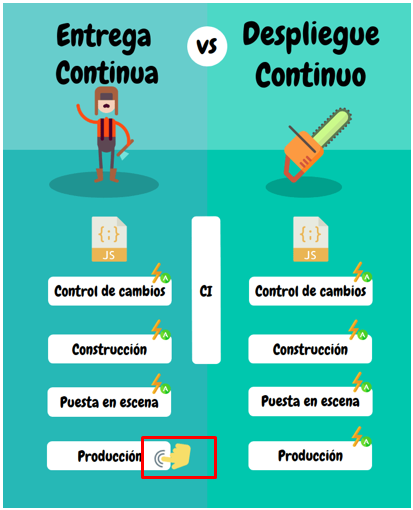 Entrega
Continua
vs
Despliegue
Continuo
{;}
JS
Control de cambios
Construcción
Puesta en escena
Producción
CI
{;}
JS
Control de cambios
Construcción
Puesta en escena
Producción